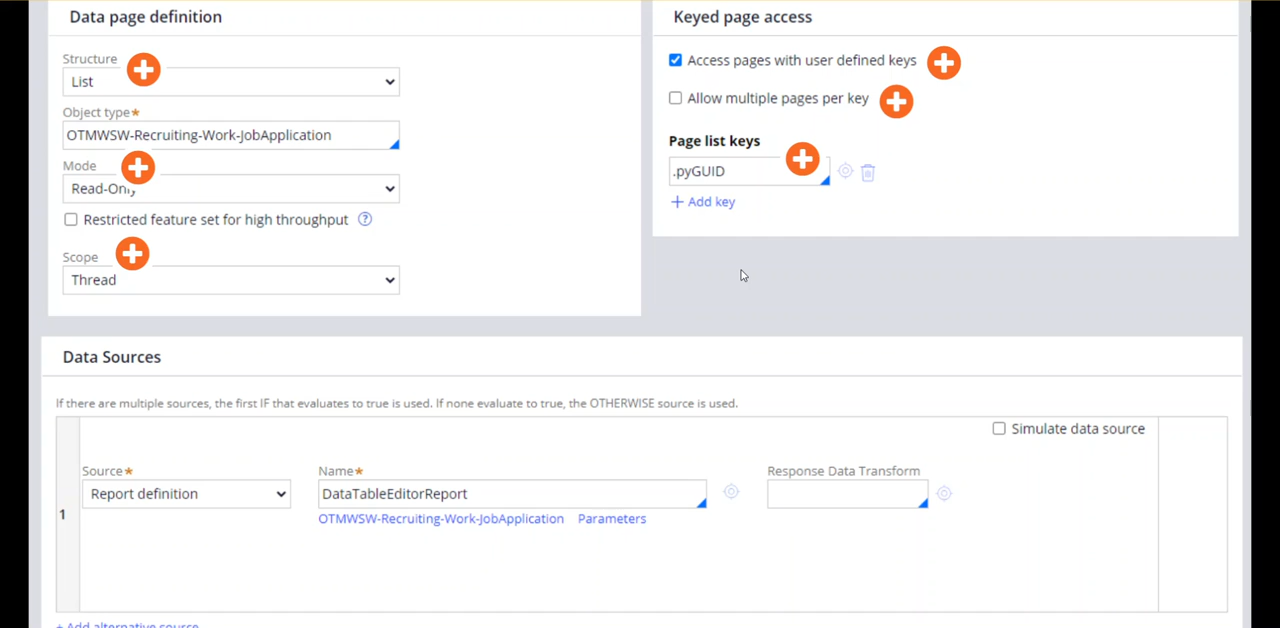 Data page definition
Structure
List
Object type*
OTMWSW-Recruiting-Work-JobApplication
Mode
Read-Only
Restricted feature set for high throughput ?
Scope
Thread
Keyed page access
Access pages with user defined keys
Allow multiple pages per key
Page list keys
.pyGUID
+ Add key
Data Sources
If there are multiple sources, the first IF that evaluates to true is used. If none evaluate to true, the OTHERWISE source is used.
Simulate data source
1
Source*
Report definition
Name*
DataTableEditorReport
OTMWSW-Recruiting-Work-JobApplication Parameters
Response Data Transform
+ Add alternative source